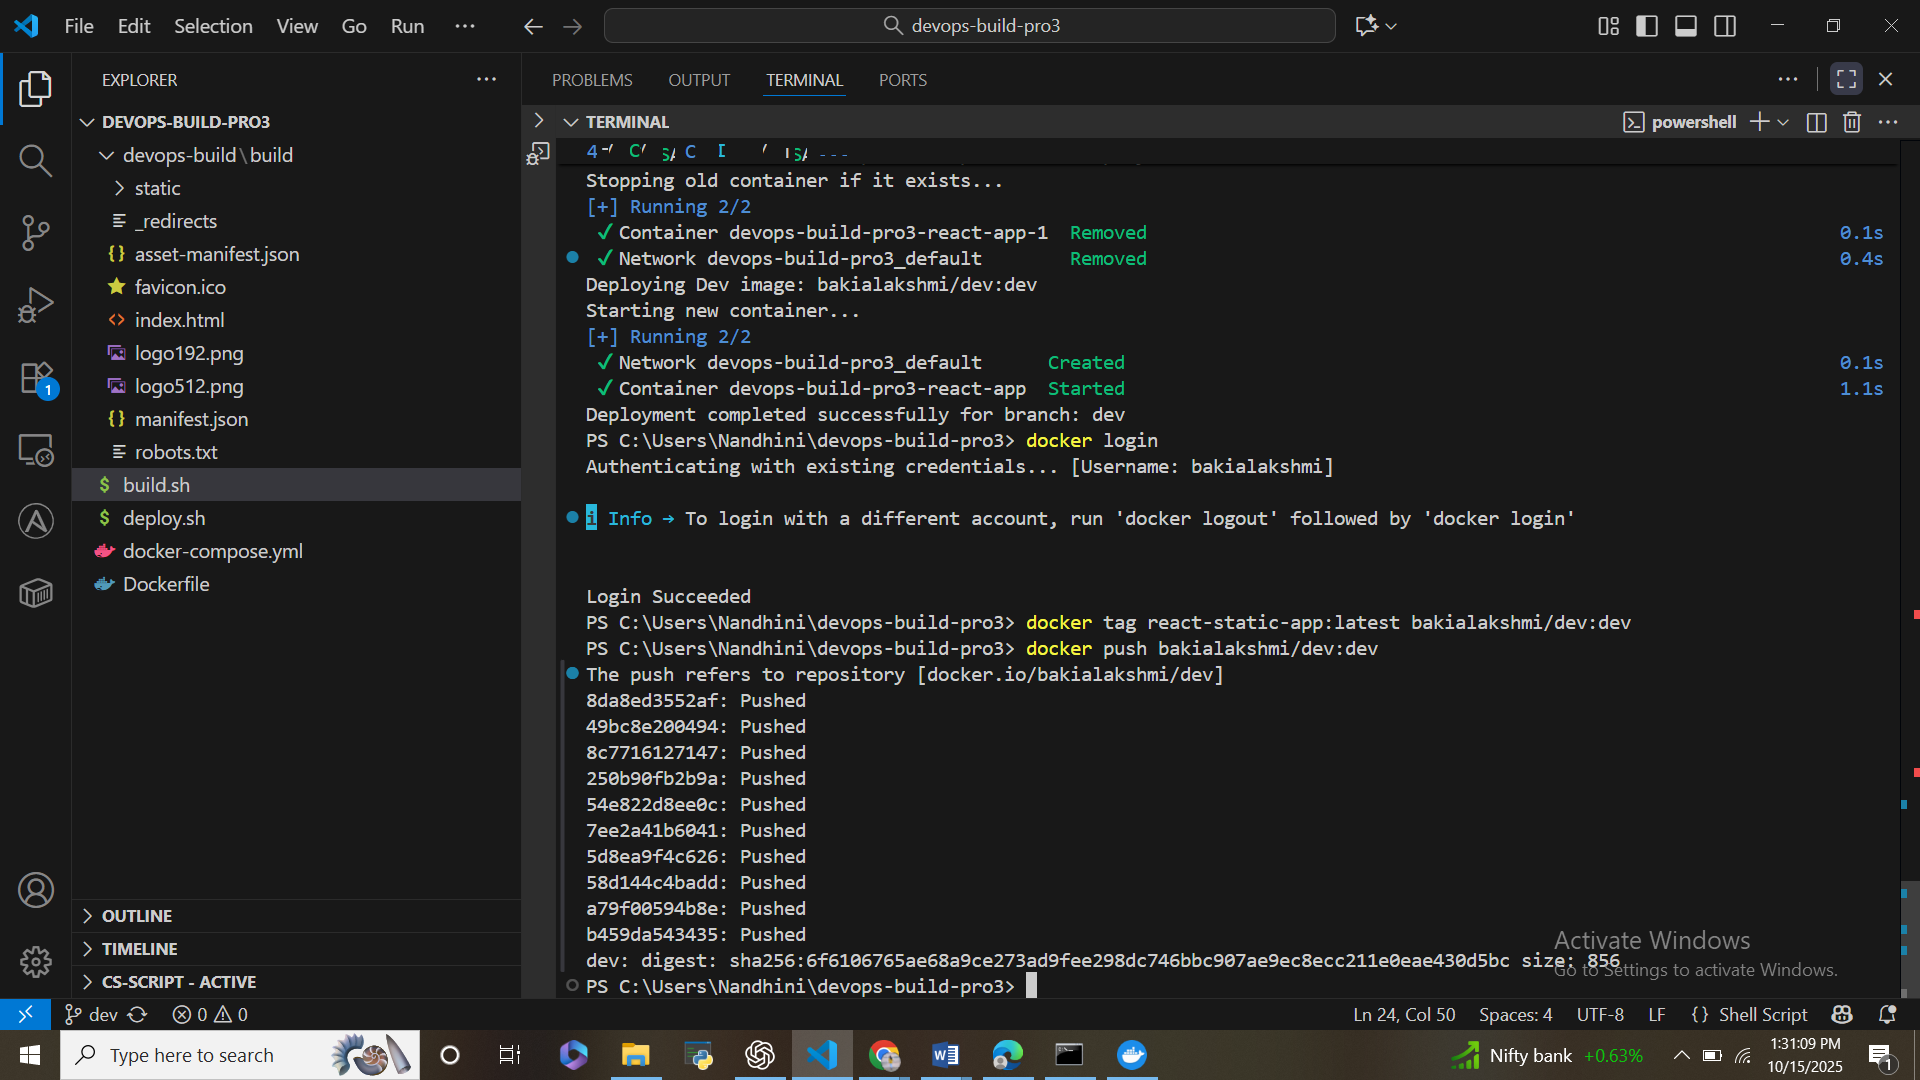 File Edit Selection View Go Run ···
devops-build-pro3
EXPLORER
DEVOPS-BUILD-PRO3
devops-build\build
static
_redirects
asset-manifest.json
favicon.ico
index.html
logo192.png
logo512.png
manifest.json
robots.txt
build.sh
deploy.sh
docker-compose.yml
Dockerfile
OUTLINE
TIMELINE
CS-SCRIPT - ACTIVE
1
PROBLEMS OUTPUT TERMINAL PORTS
TERMINAL
powershell
Stopping old container if it exists...
[+] Running 2/2
✓ Container devops-build-pro3-react-app-1 Removed 0.1s
✓ Network devops-build-pro3_default Removed 0.4s
Deploying Dev image: bakialakshmi/dev:dev
Starting new container...
[+] Running 2/2
✓ Network devops-build-pro3_default Created 0.1s
✓ Container devops-build-pro3-react-app Started 1.1s
Deployment completed successfully for branch: dev
PS C:\Users\Nandhini\devops-build-pro3> docker login
Authenticating with existing credentials... [Username: bakialakshmi]
i Info → To login with a different account, run 'docker logout' followed by 'docker login'
Login Succeeded
PS C:\Users\Nandhini\devops-build-pro3> docker tag react-static-app:latest bakialakshmi/dev:dev
PS C:\Users\Nandhini\devops-build-pro3> docker push bakialakshmi/dev:dev
The push refers to repository [docker.io/bakialakshmi/dev]
8da8ed3552af: Pushed
49bc8e200494: Pushed
8c7716127147: Pushed
250b90fb2b9a: Pushed
54e822d8ee0c: Pushed
7ee2a41b6041: Pushed
5d8ea9f4c626: Pushed
58d144c4badd: Pushed
a79f00594b8e: Pushed
b459da543435: Pushed
dev: digest: sha256:6f6106765ae68a9ce273ad9fee298dc746bbc907ae9ec8ecc211e0eae430d5bc size: 856
PS C:\Users\Nandhini\devops-build-pro3>
Activate Windows
Go to Settings to activate Windows.
dev 0 0 Ln 24, Col 50 Spaces: 4 UTF-8 LF {} Shell Script
Type here to search
Nifty bank +0.63%
1:31:09 PM
10/15/2025
1